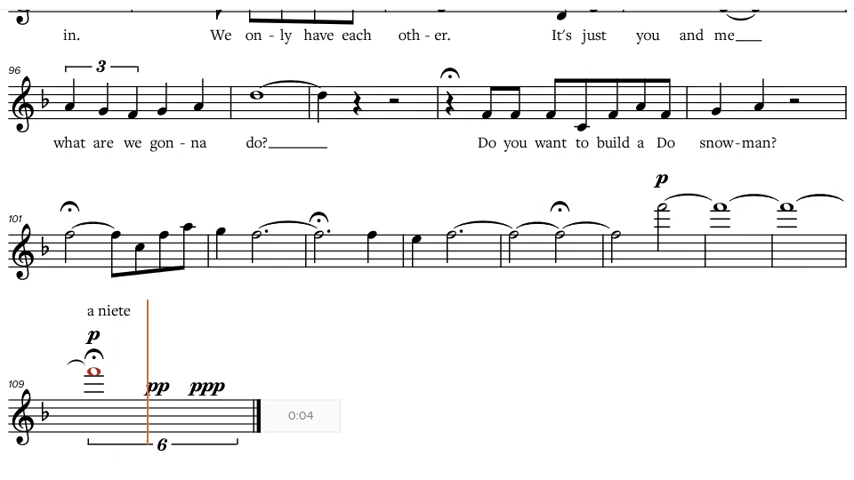 in. We on - ly have each oth - er. It's just you and me
96 3
what are we gon - na do? Do you want to build a Do snow - man?
p
101
a niete
p
109 pp ppp
0:04
6